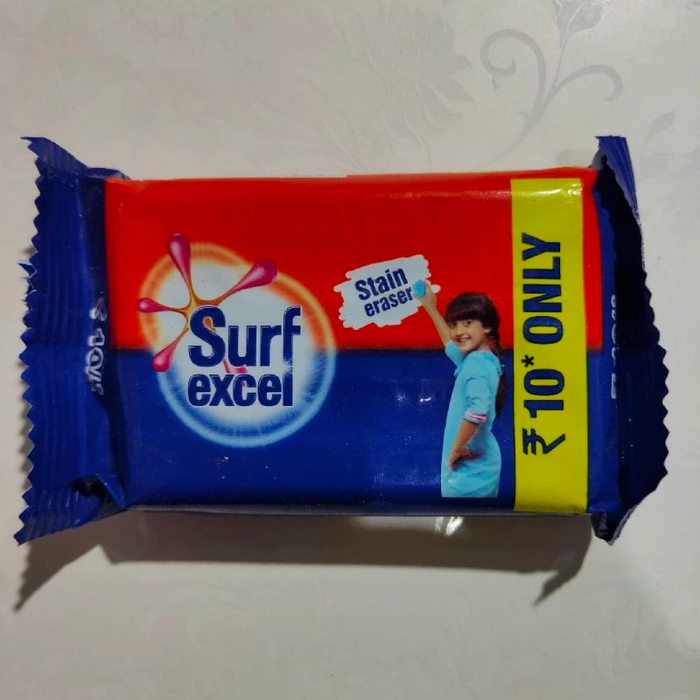 Surf
excel
Stain
eraser
₹ 10* ONLY